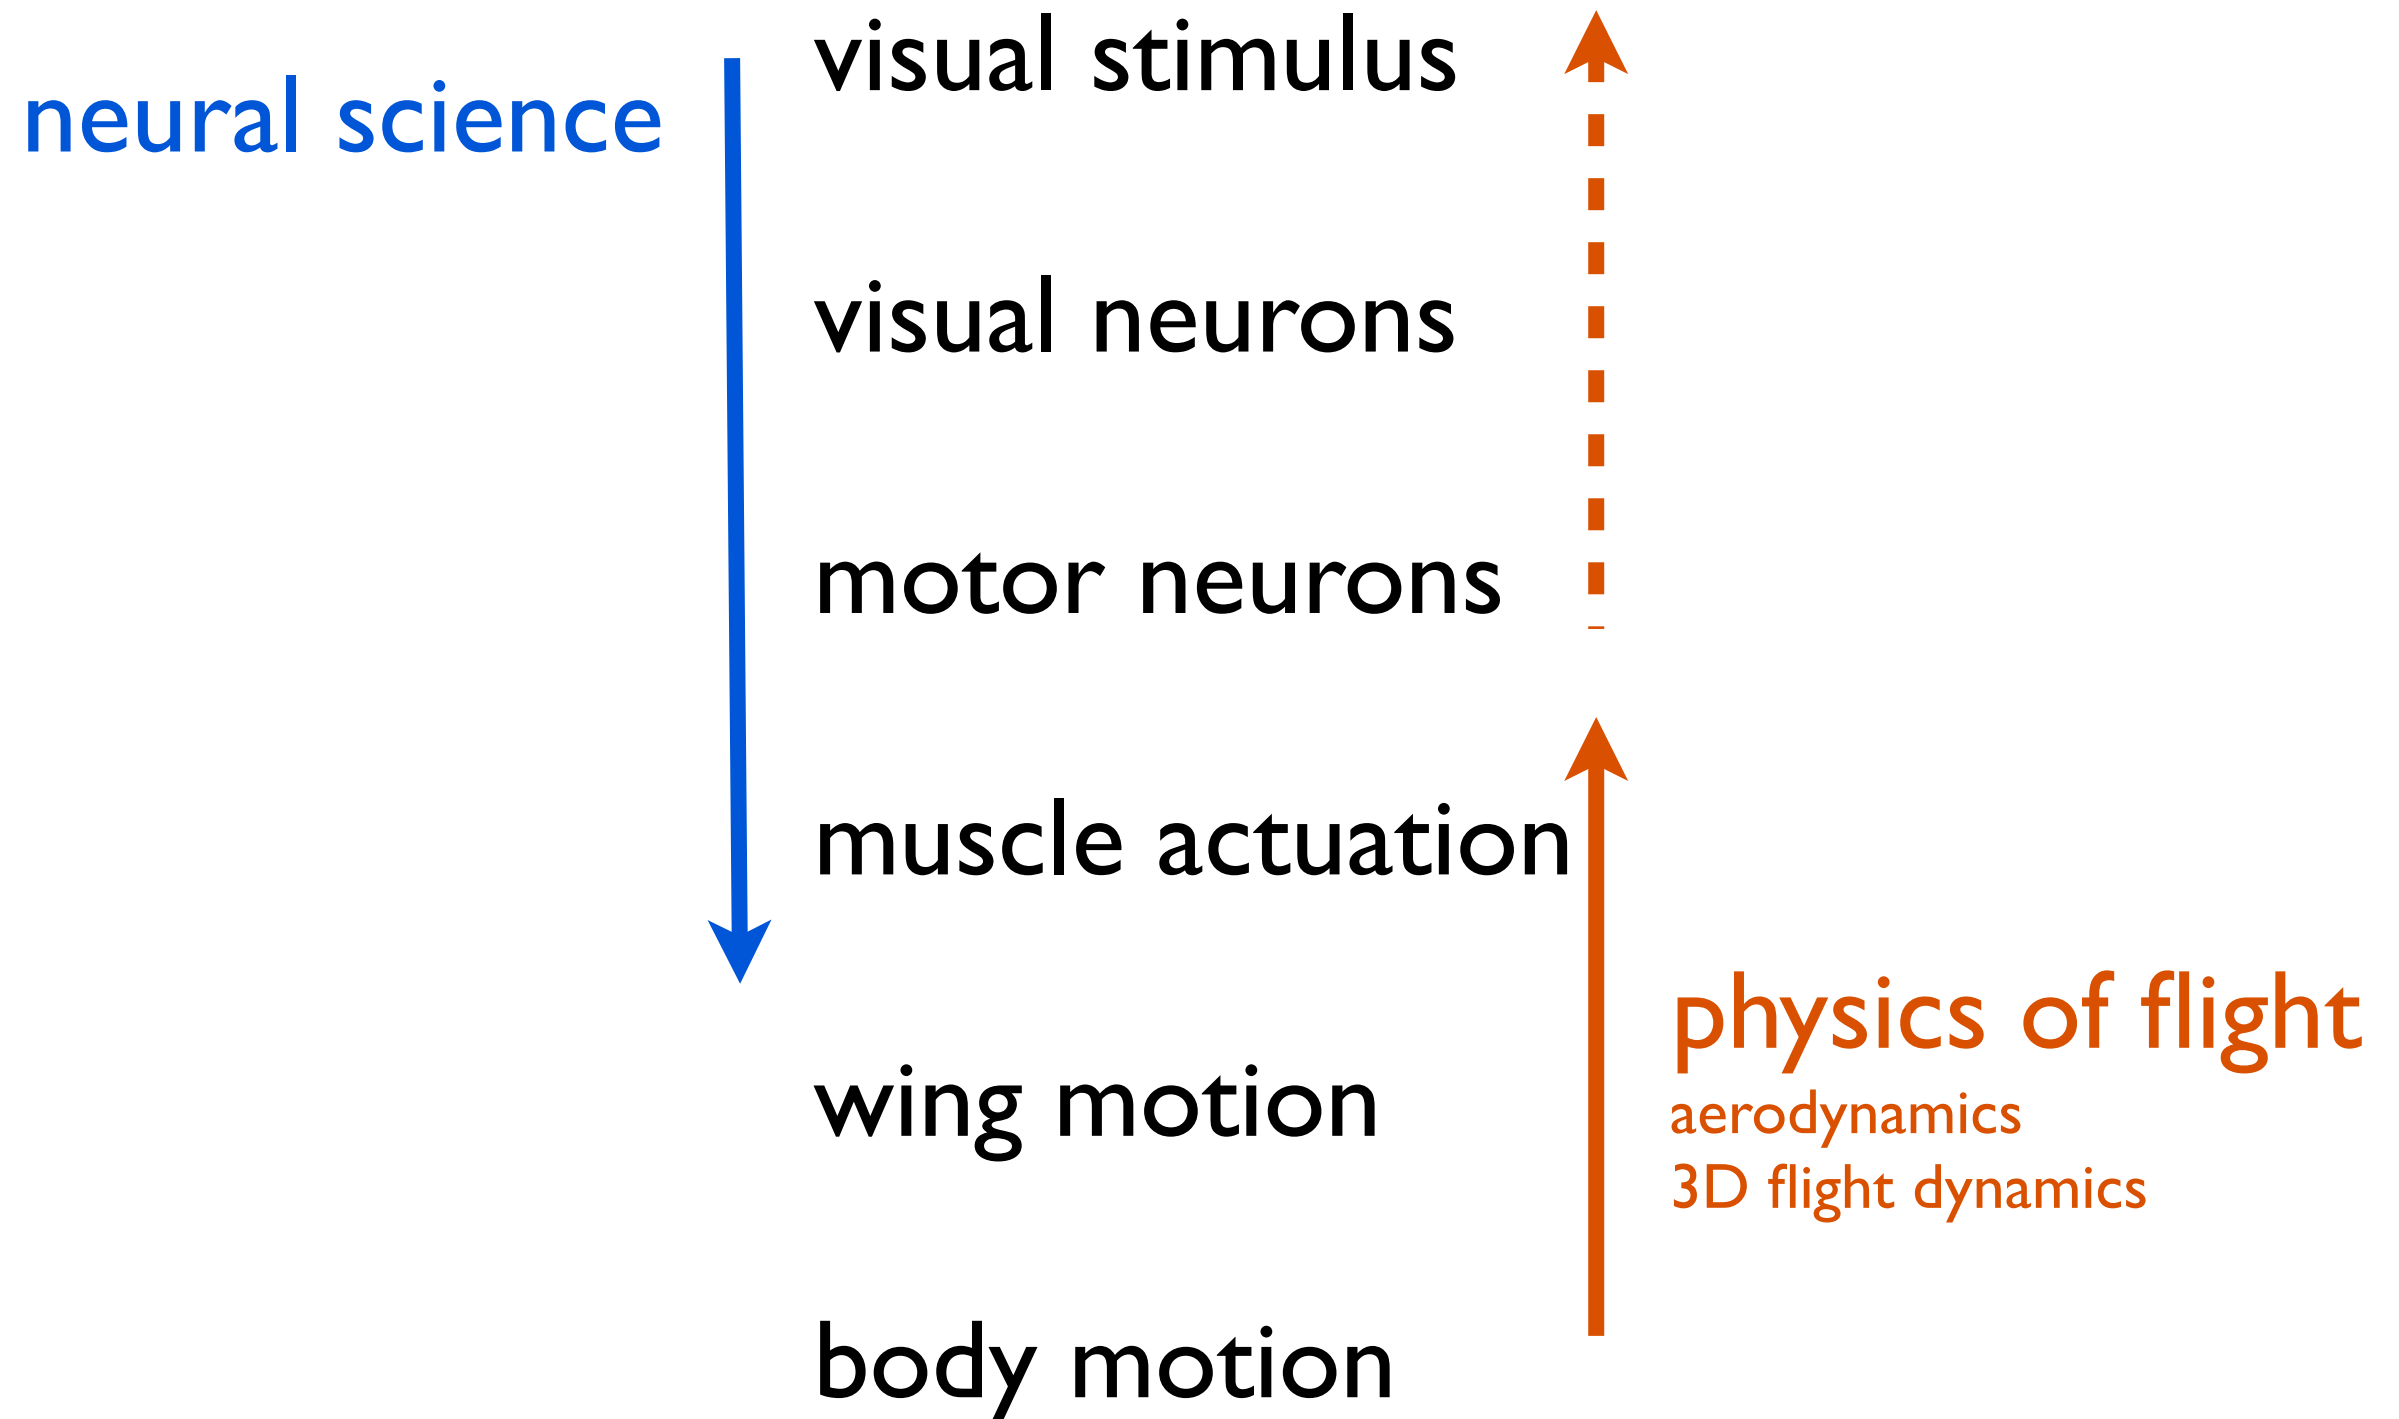 visual stimulus
neural science
visual neurons
motor neurons
muscle actuation
physics of flight
wing motion
aerodynamics
3D flight dynamics
body motion